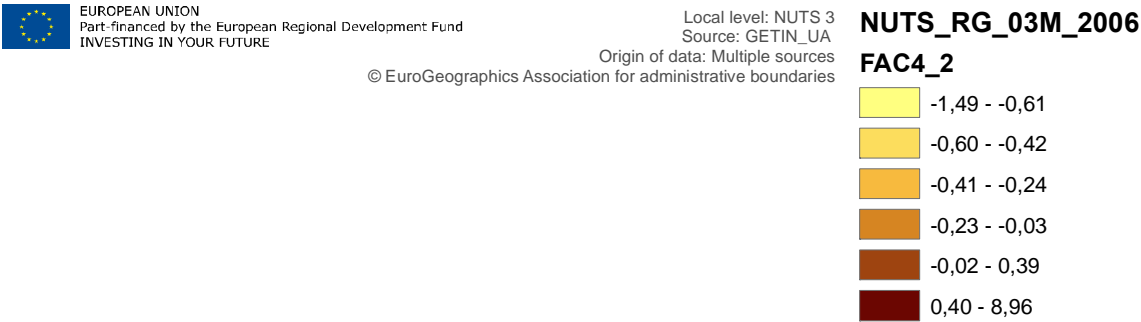 EUROPEAN UNION
Part-financed by the European Regional Development Fund
INVESTING IN YOUR FUTURE
Local level: NUTS 3
Source: GETIN_UA
Origin of data: Multiple sources
© EuroGeographics Association for administrative boundaries
NUTS_RG_03M_2006
FAC4_2
-1,49 - -0,61
-0,60 - -0,42
-0,41 - -0,24
-0,23 - -0,03
-0,02 - 0,39
0,40 - 8,96